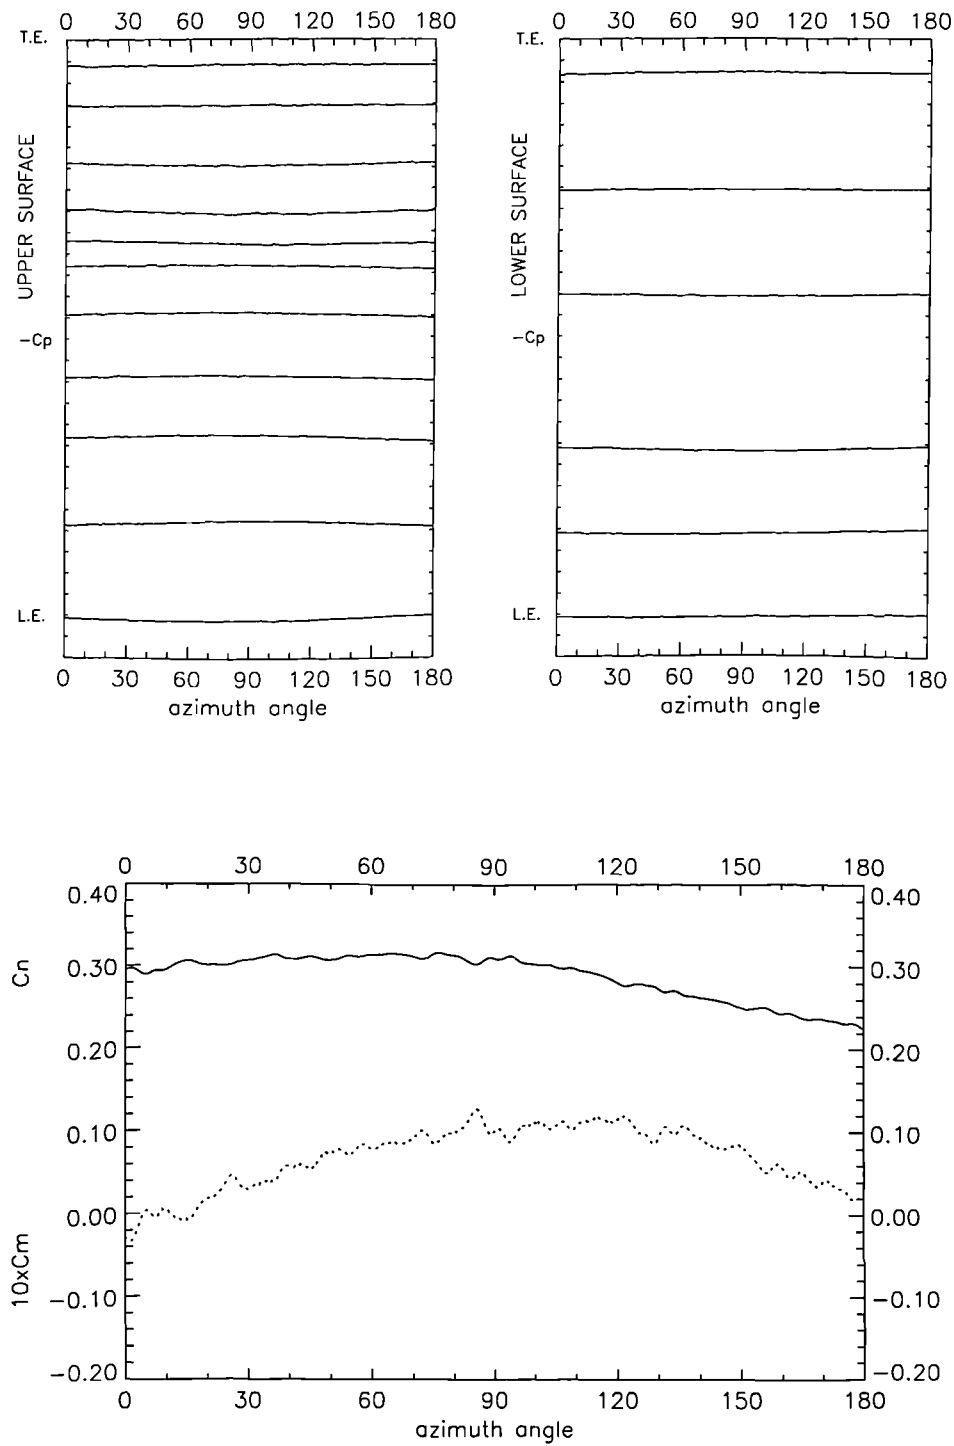 0 30 60 90 120 150 180
T.E.
UPPER SURFACE
-Cp
L.E.
0 30 60 90 120 150 180
azimuth angle
0 30 60 90 120 150 180
T.E.
LOWER SURFACE
-Cp
L.E.
0 30 60 90 120 150 180
azimuth angle
0 30 60 90 120 150 180
0.40 0.40
Cn
0.30 0.30
0.20 0.20
0.10 0.10
0.00 0.00
10xCm
-0.10 -0.10
-0.20 -0.20
0 30 60 90 120 150 180
azimuth angle